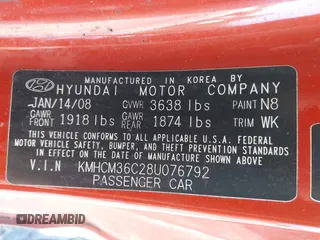 MANUFACTURED IN KOREA BY
HYUNDAI MOTOR COMPANY
JAN/14/08 GVWR 3638 lbs PAINT N8
GAWR FRONT 1918 lbs GAWR REAR 1874 lbs TRIM WK
THIS VEHICLE CONFORMS TO ALL APPLICABLE U.S.A. FEDERAL
MOTOR VEHICLE SAFETY, BUMPER, AND THEFT PREVENTION
STANDARDS IN EFFECT ON THE DATE OF MANUFACTURE
SHOWN ABOVE.
V.I.N KMHCM36C28U076792
PASSENGER CAR
DREAMBID